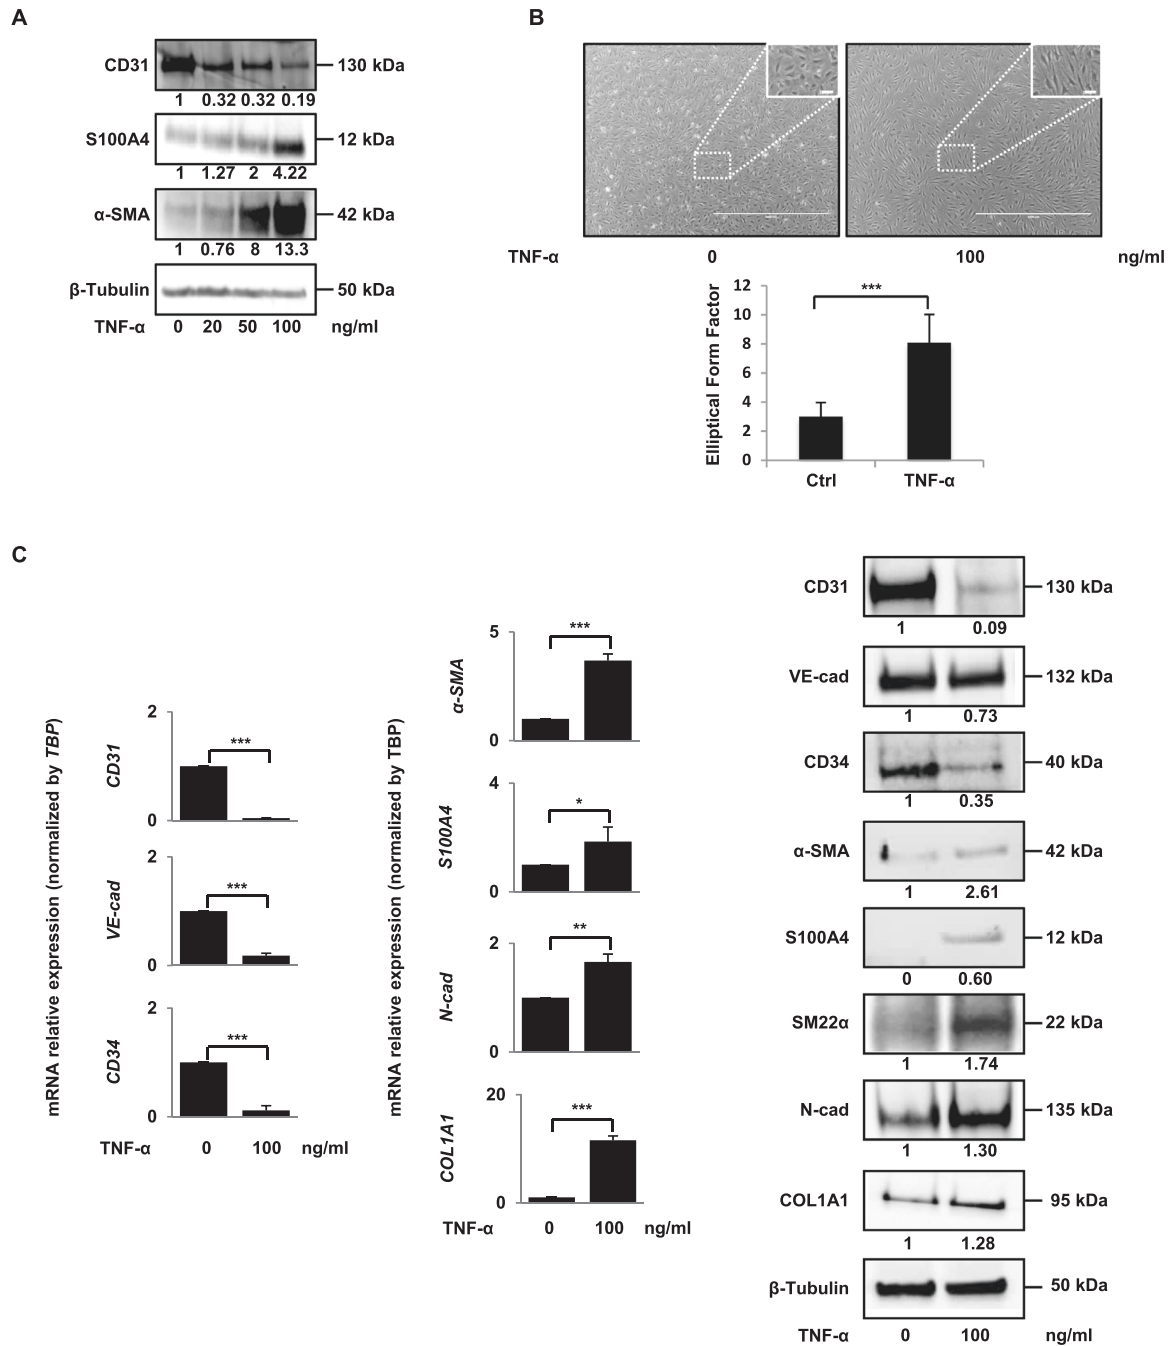 A
CD31
130 kDa
1 0.32 0.32 0.19
S100A4
12 kDa
1 1.27 2 4.22
α-SMA
42 kDa
1 0.76 8 13.3
β-Tubulin
50 kDa
TNF-α 0 20 50 100 ng/ml
B
TNF-α 0 100 ng/ml
Elliptical Form Factor
12
10
8
6
4
2
0
***
Ctrl TNF-α
C
mRNA relative expression (normalized by TBP)
CD31
2
0
***
VE-cad
2
0
***
CD34
2
0
***
TNF-α 0 100 ng/ml
mRNA relative expression (normalized by TBP)
α-SMA
5
0
***
S100A4
4
0
*
N-cad
2
0
**
COL1A1
20
0
***
TNF-α 0 100 ng/ml
CD31
130 kDa
1 0.09
VE-cad
132 kDa
1 0.73
CD34
40 kDa
1 0.35
α-SMA
42 kDa
1 2.61
S100A4
12 kDa
0 0.60
SM22α
22 kDa
1 1.74
N-cad
135 kDa
1 1.30
COL1A1
95 kDa
1 1.28
β-Tubulin
50 kDa
TNF-α 0 100 ng/ml